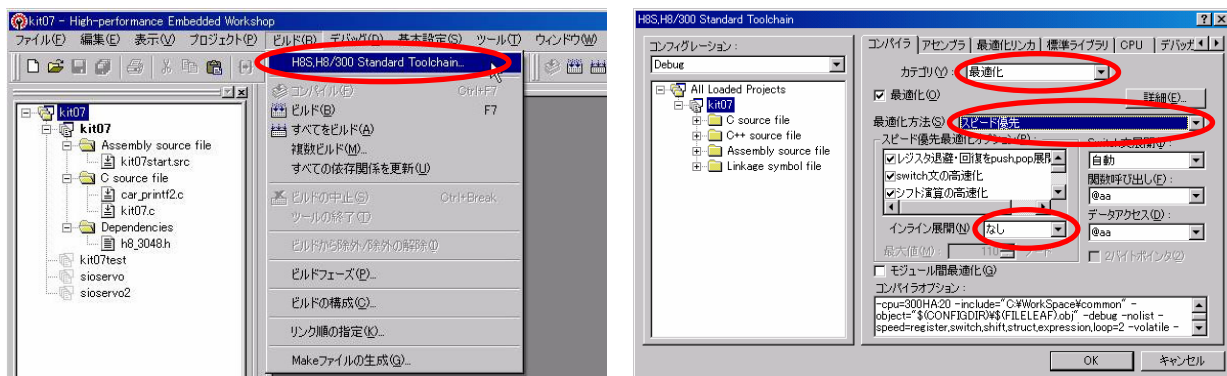 kit07 - High-performance Embedded Workshop
ファイル(F) 編集(E) 表示(V) プロジェクト(P) ビルド(B) デバッグ(D) 基本設定(S) ツール(T) ウィンドウ(W)
kit07
kit07
Assembly source file
kit07start.src
C source file
car_printf2.c
kit07.c
Dependencies
h8_3048.h
kit07test
sioservo
sioservo2
H8S,H8/300 Standard Toolchain...
コンパイル(F) Ctrl+F7
ビルド(B) F7
すべてをビルド(A)
複数ビルド(M)...
すべての依存関係を更新(U)
ビルドの中止(S) Ctrl+Break
ツールの終了(T)
ビルドから除外/除外の解除(I)
ビルドフェーズ(P)...
ビルドの構成(C)...
リンク順の指定(K)...
Makeファイルの生成(G)...
H8S,H8/300 Standard Toolchain
コンフィグレーション :
Debug
All Loaded Projects
kit07
C source file
C++ source file
Assembly source file
Linkage symbol file
コンパイラ アセンブラ 最適化リンカ 標準ライブラリ CPU デバッガ
カテゴリ(Y) : 最適化
最適化(O) 詳細(E)...
最適化方法(S) : スピード優先
スピード優先最適化オプション(P) :
レジスタ退避・回復をpush,pop展開
switch文の高速化
シフト演算の高速化
インライン展開(N) : なし
最大値(M) : 110 ノード
Switch文展開(J) :
自動
関数呼び出し(F) :
@aa
データアクセス(D) :
@aa
2バイトポインタ(2)
モジュール間最適化(G)
コンパイラオプション :
-cpu=300HA:20 -include="C:¥WorkSpace¥common" -
object="$(CONFIGDIR)¥$(FILELEAF).obj" -debug -nolist -
speed=register,switch,shift,struct,expression,loop=2 -volatile -
OK キャンセル